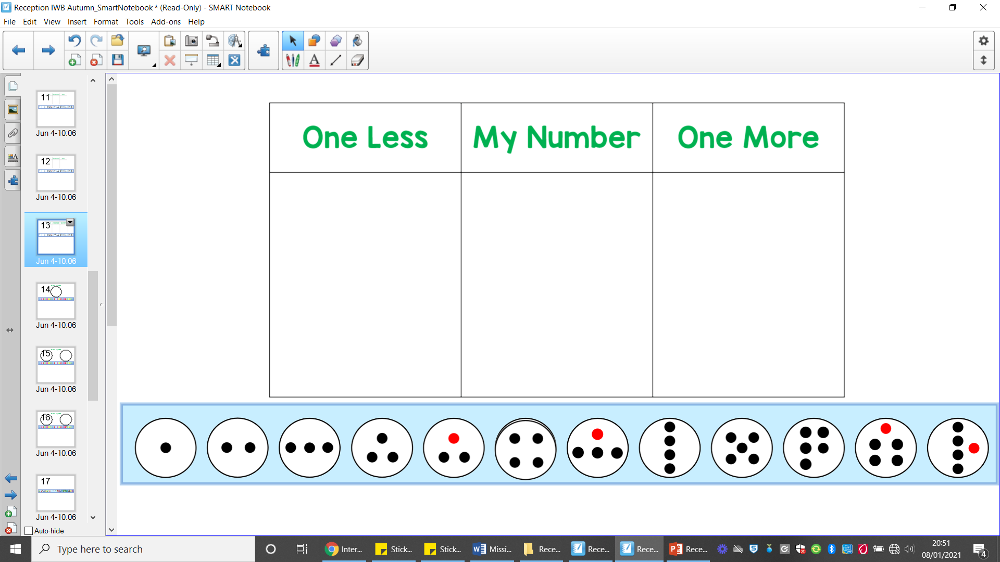 Reception IWB Autumn_SmartNotebook * (Read-Only) - SMART Notebook
File Edit View Insert Format Tools Add-ons Help
11
Jun 4-10:06
12
Jun 4-10:06
13
Jun 4-10:06
14
Jun 4-10:06
15
Jun 4-10:06
16
Jun 4-10:06
17
Jun 4-10:06
Auto-hide
One Less My Number One More
Type here to search
Inter... Stick... Stick... Missi... Rece... Rece... Rece... Rece...
20:51
08/01/2021
4